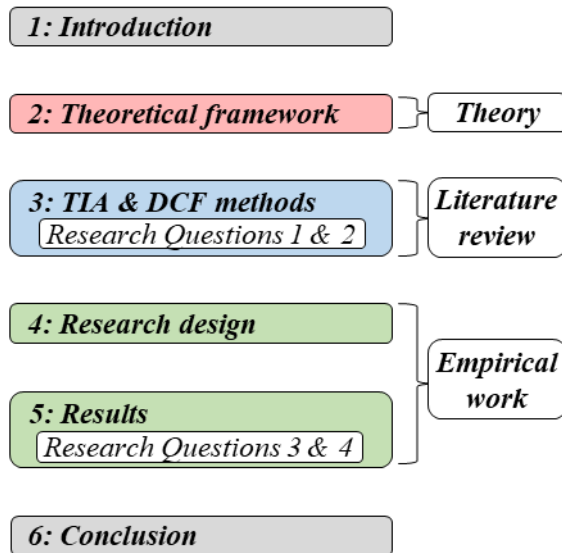 1: Introduction
2: Theoretical framework
Theory
3: TIA & DCF methods
Research Questions 1 & 2
Literature
review
4: Research design
Empirical
work
5: Results
Research Questions 3 & 4
6: Conclusion